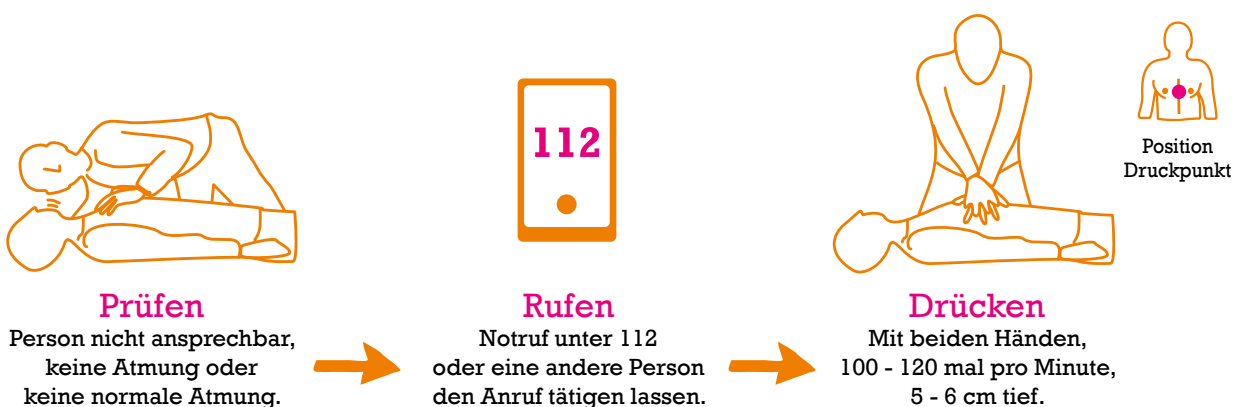 112
Position
Druckpunkt
Prüfen
Person nicht ansprechbar,
keine Atmung oder
keine normale Atmung.
Rufen
Notruf unter 112
oder eine andere Person
den Anruf tätigen lassen.
Drücken
Mit beiden Händen,
100 - 120 mal pro Minute,
5 - 6 cm tief.